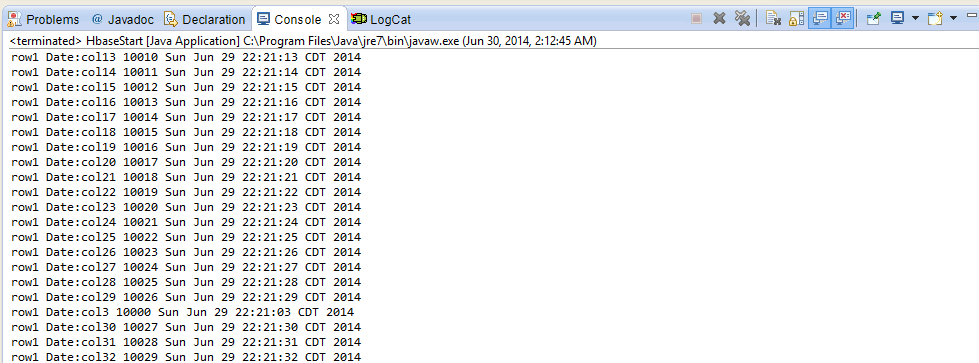 Problems @ Javadoc Declaration Console LogCat
<terminated> HbaseStart [Java Application] C:\Program Files\Java\jre7\bin\javaw.exe (Jun 30, 2014, 2:12:45 AM)
row1 Date:col13 10010 Sun Jun 29 22:21:13 CDT 2014
row1 Date:col14 10011 Sun Jun 29 22:21:14 CDT 2014
row1 Date:col15 10012 Sun Jun 29 22:21:15 CDT 2014
row1 Date:col16 10013 Sun Jun 29 22:21:16 CDT 2014
row1 Date:col17 10014 Sun Jun 29 22:21:17 CDT 2014
row1 Date:col18 10015 Sun Jun 29 22:21:18 CDT 2014
row1 Date:col19 10016 Sun Jun 29 22:21:19 CDT 2014
row1 Date:col20 10017 Sun Jun 29 22:21:20 CDT 2014
row1 Date:col21 10018 Sun Jun 29 22:21:21 CDT 2014
row1 Date:col22 10019 Sun Jun 29 22:21:22 CDT 2014
row1 Date:col23 10020 Sun Jun 29 22:21:23 CDT 2014
row1 Date:col24 10021 Sun Jun 29 22:21:24 CDT 2014
row1 Date:col25 10022 Sun Jun 29 22:21:25 CDT 2014
row1 Date:col26 10023 Sun Jun 29 22:21:26 CDT 2014
row1 Date:col27 10024 Sun Jun 29 22:21:27 CDT 2014
row1 Date:col28 10025 Sun Jun 29 22:21:28 CDT 2014
row1 Date:col29 10026 Sun Jun 29 22:21:29 CDT 2014
row1 Date:col3 10000 Sun Jun 29 22:21:03 CDT 2014
row1 Date:col30 10027 Sun Jun 29 22:21:30 CDT 2014
row1 Date:col31 10028 Sun Jun 29 22:21:31 CDT 2014
row1 Date:col32 10029 Sun Jun 29 22:21:32 CDT 2014